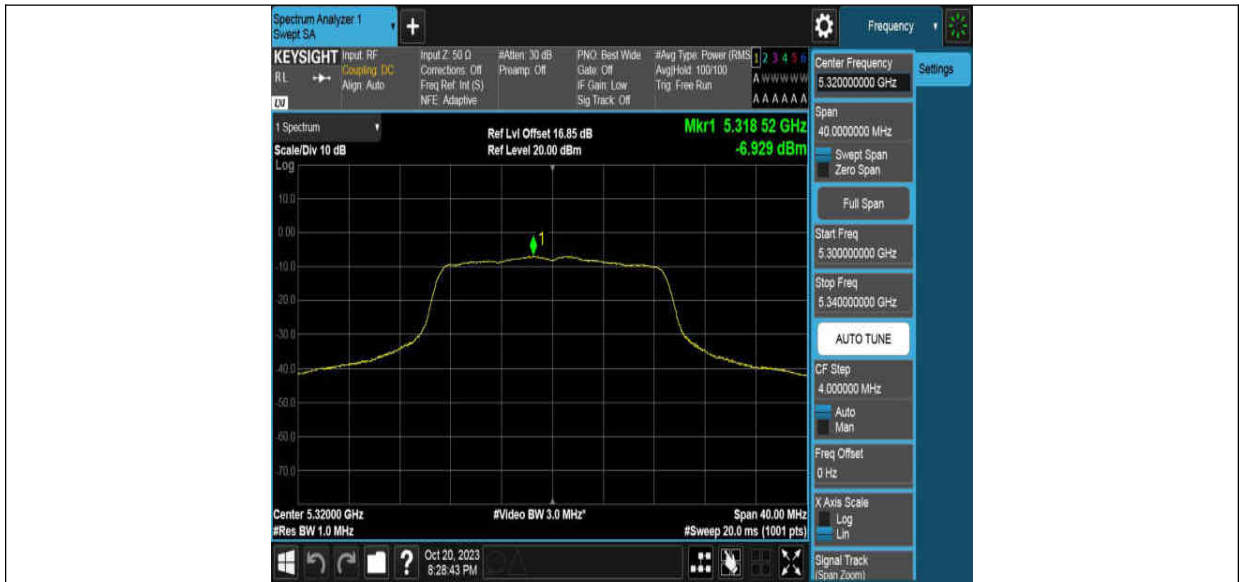 Spectrum Analyzer 1
Swept SA
+
Frequency
KEYSIGHT
RL
LXI
Input: RF
Coupling: DC
Align: Auto
Input Z: 50 Ω
Corrections: Off
Freq Ref: Int (S)
NFE: Adaptive
#Atten: 30 dB
Preamp: Off
PNO: Best Wide
Gate: Off
IF Gain: Low
Sig Track: Off
#Avg Type: Power (RMS
Avg|Hold: 100/100
Trig: Free Run
1 2 3 4 5 6
A W W W W W
A A A A A A
1 Spectrum
Scale/Div 10 dB
Ref Lvl Offset 16.85 dB
Ref Level 20.00 dBm
Mkr1 5.318 52 GHz
-6.929 dBm
Log
10.0
0.00
-10.0
-20.0
-30.0
-40.0
-50.0
-60.0
-70.0
1
Center 5.32000 GHz
#Res BW 1.0 MHz
#Video BW 3.0 MHz*
Span 40.00 MHz
#Sweep 20.0 ms (1001 pts)
?
Oct 20, 2023
8:28:43 PM
Center Frequency
5.320000000 GHz
Settings
Span
40.0000000 MHz
Swept Span
Zero Span
Full Span
Start Freq
5.300000000 GHz
Stop Freq
5.340000000 GHz
AUTO TUNE
CF Step
4.000000 MHz
Auto
Man
Freq Offset
0 Hz
X Axis Scale
Log
Lin
Signal Track
(Span Zoom)